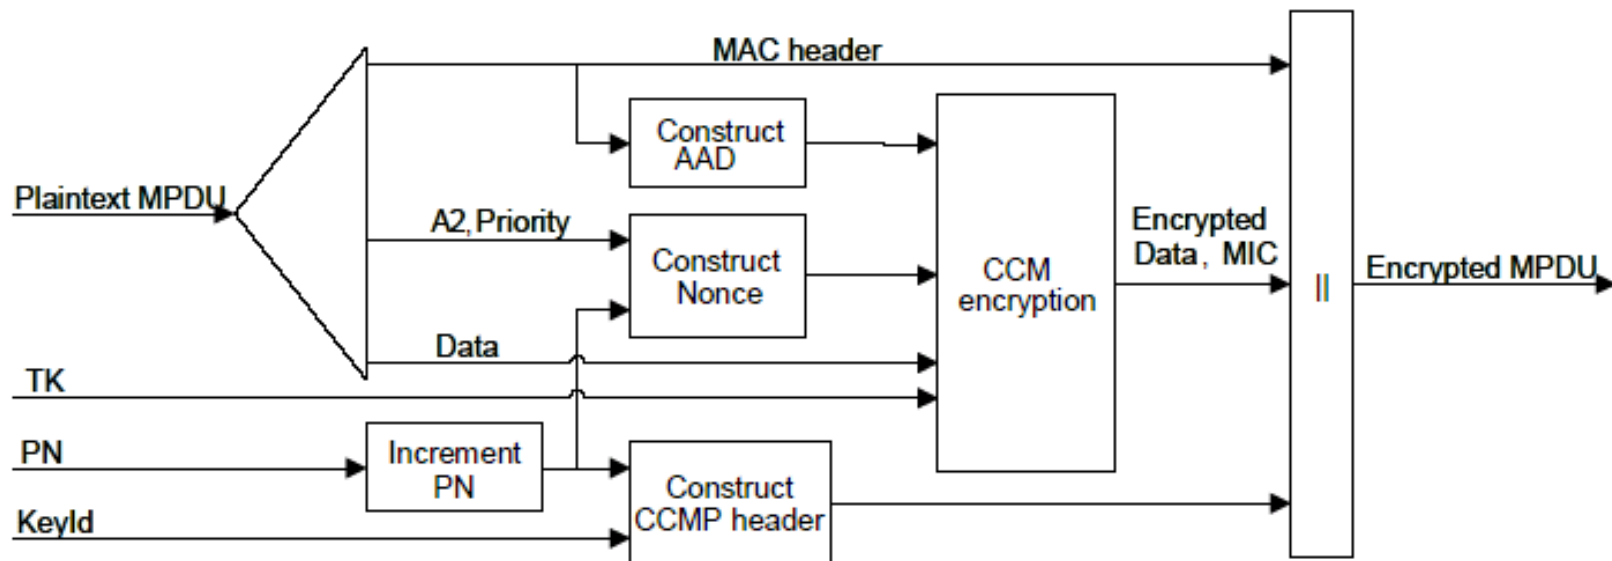 MAC header
Construct
AAD
Plaintext MPDU
A2, Priority
Construct
Nonce
CCM
encryption
Encrypted
Data, MIC
||
Encrypted MPDU
Data
TK
PN
Increment
PN
Construct
CCMP header
KeyId